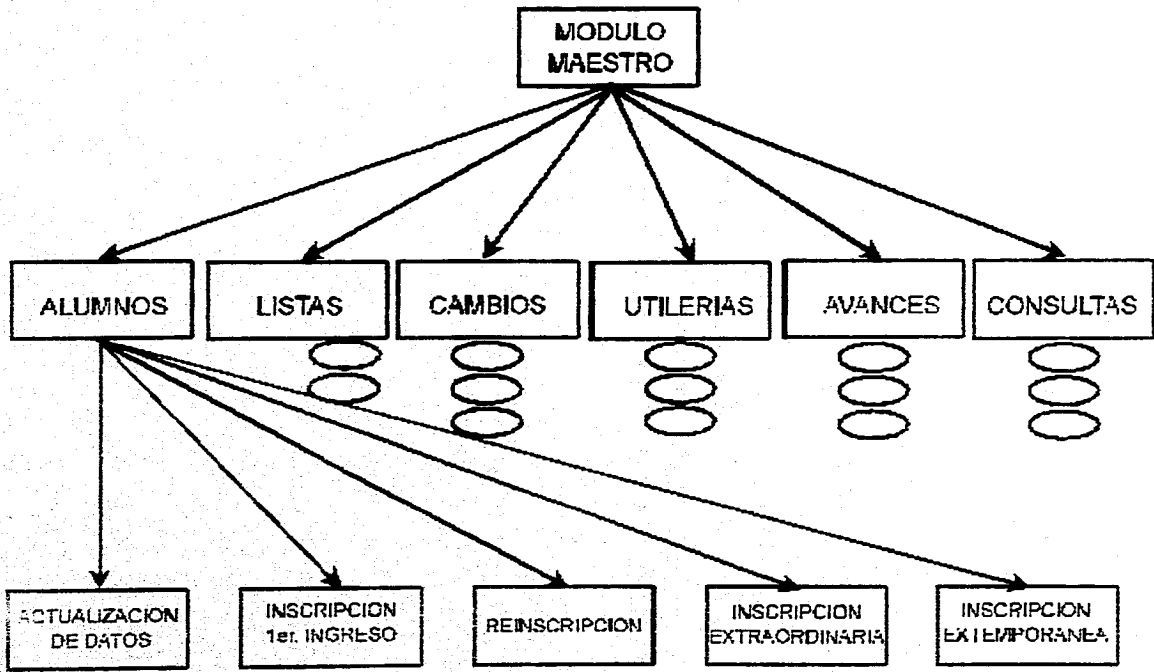 MODULO
MAESTRO
ALUMNOS
LISTAS
CAMBIOS
UTILERIAS
AVANCES
CONSULTAS
ACTUALIZACION
DE DATOS
INSCRIPCION
1er. INGRESO
REINSCRIPCION
INSCRIPCION
EXTRAORDINARIA
INSCRIPCION
EXTEMPORANEA